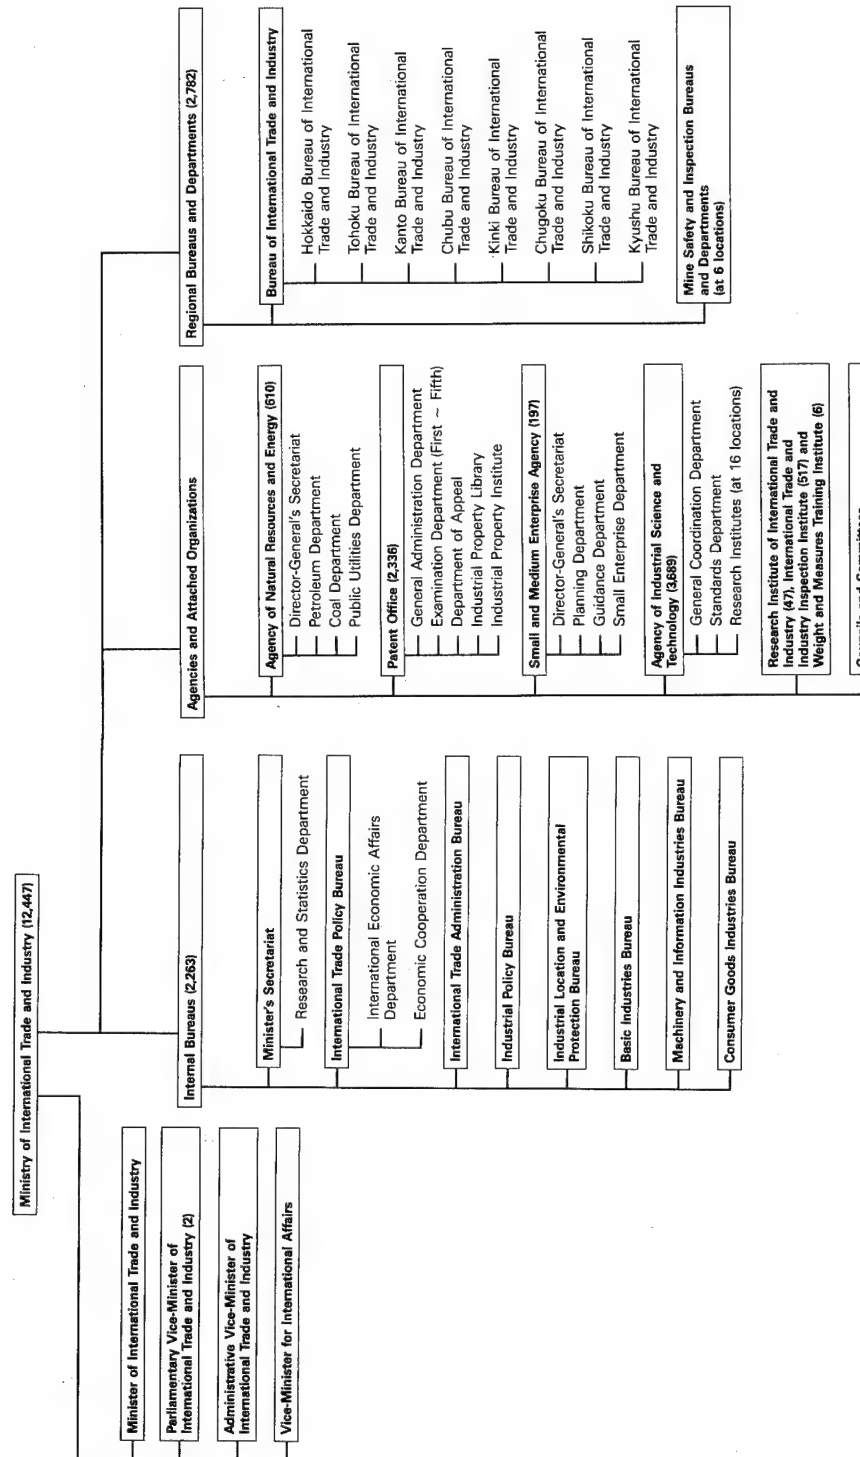 Ministry of International Trade and Industry (12,447)
Minister of International Trade and Industry
Parliamentary Vice-Minister of
International Trade and Industry (2)
Administrative Vice-Minister of
International Trade and Industry
Vice-Minister for International Affairs
Internal Bureaus (2,263)
Minister's Secretariat
Research and Statistics Department
International Trade Policy Bureau
International Economic Affairs
Department
Economic Cooperation Department
International Trade Administration Bureau
Industrial Policy Bureau
Industrial Location and Environmental
Protection Bureau
Basic Industries Bureau
Machinery and Information Industries Bureau
Consumer Goods Industries Bureau
Agencies and Attached Organizations
Agency of Natural Resources and Energy (610)
Director-General's Secretariat
Petroleum Department
Coal Department
Public Utilities Department
Patent Office (2,336)
General Administration Department
Examination Department (First ~ Fifth)
Department of Appeal
Industrial Property Library
Industrial Property Institute
Small and Medium Enterprise Agency (197)
Director-General's Secretariat
Planning Department
Guidance Department
Small Enterprise Department
Agency of Industrial Science and
Technology (3,689)
General Coordination Department
Standards Department
Research Institutes (at 16 locations)
Research Institute of International Trade and
Industry (47), International Trade and
Industry Inspection Institute (517) and
Weight and Measures Training Institute (6)
Regional Bureaus and Departments (2,782)
Bureau of International Trade and Industry
Hokkaido Bureau of International
Trade and Industry
Tohoku Bureau of International
Trade and Industry
Kanto Bureau of International
Trade and Industry
Chubu Bureau of International
Trade and Industry
Kinki Bureau of International
Trade and Industry
Chugoku Bureau of International
Trade and Industry
Shikoku Bureau of International
Trade and Industry
Kyushu Bureau of International
Trade and Industry
Mine Safety and Inspection Bureaus
and Departments
(at 6 locations)